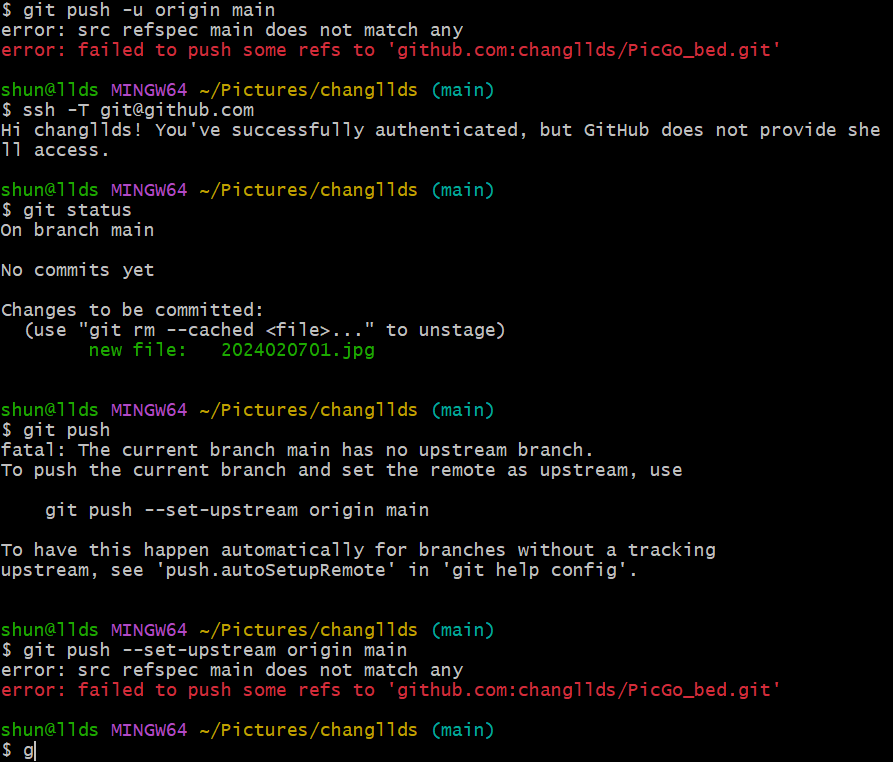 $ git push -u origin main
error: src refspec main does not match any
error: failed to push some refs to 'github.com:changllds/PicGo_bed.git'
shun@llds MINGW64 ~/Pictures/changllds (main)
$ ssh -T git@github.com
Hi changllds! You've successfully authenticated, but GitHub does not provide she
ll access.
shun@llds MINGW64 ~/Pictures/changllds (main)
$ git status
On branch main
No commits yet
Changes to be committed:
  (use "git rm --cached <file>..." to unstage)
        new file:   2024020701.jpg
shun@llds MINGW64 ~/Pictures/changllds (main)
$ git push
fatal: The current branch main has no upstream branch.
To push the current branch and set the remote as upstream, use
    git push --set-upstream origin main
To have this happen automatically for branches without a tracking
upstream, see 'push.autoSetupRemote' in 'git help config'.
shun@llds MINGW64 ~/Pictures/changllds (main)
$ git push --set-upstream origin main
error: src refspec main does not match any
error: failed to push some refs to 'github.com:changllds/PicGo_bed.git'
shun@llds MINGW64 ~/Pictures/changllds (main)
$ g